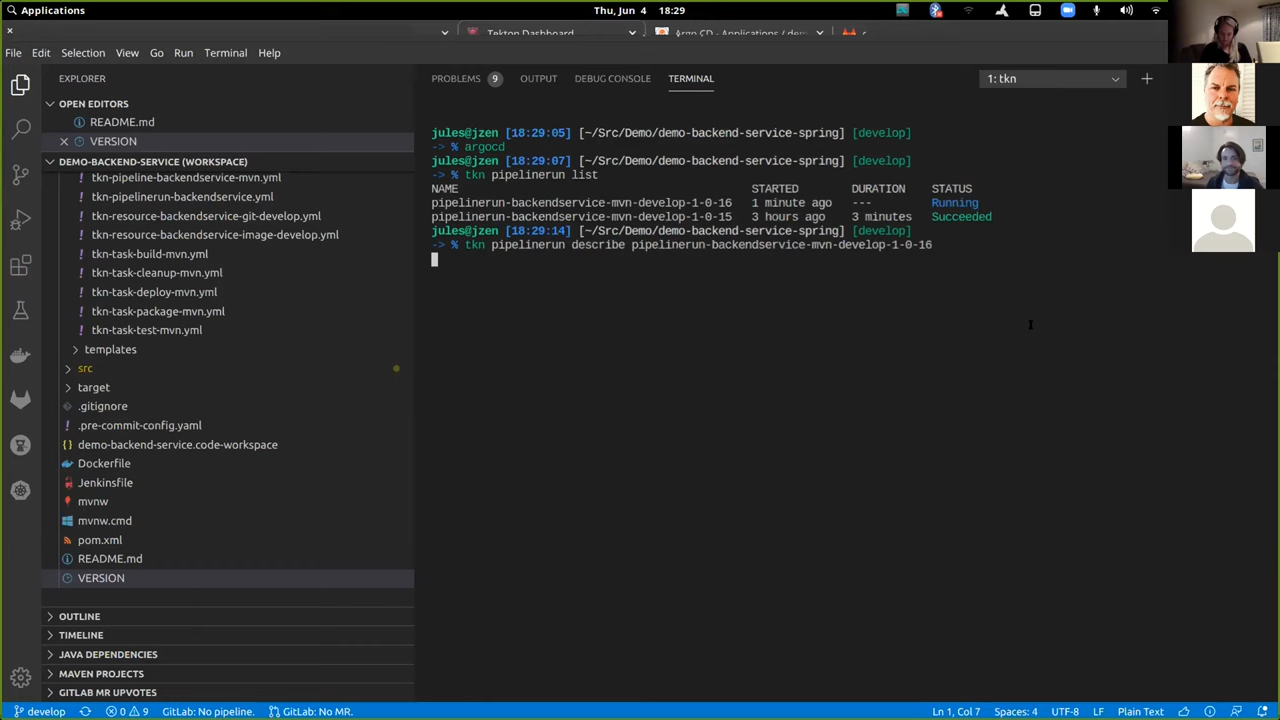 Applications
Thu, Jun 4 18:29
Tekton Dashboard
Argo CD - Applications / dem
File Edit Selection View Go Run Terminal Help
EXPLORER
PROBLEMS 9 OUTPUT DEBUG CONSOLE TERMINAL
1: tkn
OPEN EDITORS
README.md
VERSION
DEMO-BACKEND-SERVICE (WORKSPACE)
tkn-pipeline-backendservice-mvn.yml
tkn-pipelinerun-backendservice.yml
tkn-resource-backendservice-git-develop.yml
tkn-resource-backendservice-image-develop.yml
tkn-task-build-mvn.yml
tkn-task-cleanup-mvn.yml
tkn-task-deploy-mvn.yml
tkn-task-package-mvn.yml
tkn-task-test-mvn.yml
templates
src
target
.gitignore
.pre-commit-config.yaml
demo-backend-service.code-workspace
Dockerfile
Jenkinsfile
mvnw
mvnw.cmd
pom.xml
README.md
VERSION
OUTLINE
TIMELINE
JAVA DEPENDENCIES
MAVEN PROJECTS
GITLAB MR UPVOTES
jules@jzen [18:29:05] [~/Src/Demo/demo-backend-service-spring] [develop]
-> % argocd
jules@jzen [18:29:07] [~/Src/Demo/demo-backend-service-spring] [develop]
-> % tkn pipelinerun list
NAME STARTED DURATION STATUS
pipelinerun-backendservice-mvn-develop-1-0-16 1 minute ago --- Running
pipelinerun-backendservice-mvn-develop-1-0-15 3 hours ago 3 minutes Succeeded
jules@jzen [18:29:14] [~/Src/Demo/demo-backend-service-spring] [develop]
-> % tkn pipelinerun describe pipelinerun-backendservice-mvn-develop-1-0-16
develop 0 9 GitLab: No pipeline. GitLab: No MR.
Ln 1, Col 7 Spaces: 4 UTF-8 LF Plain Text